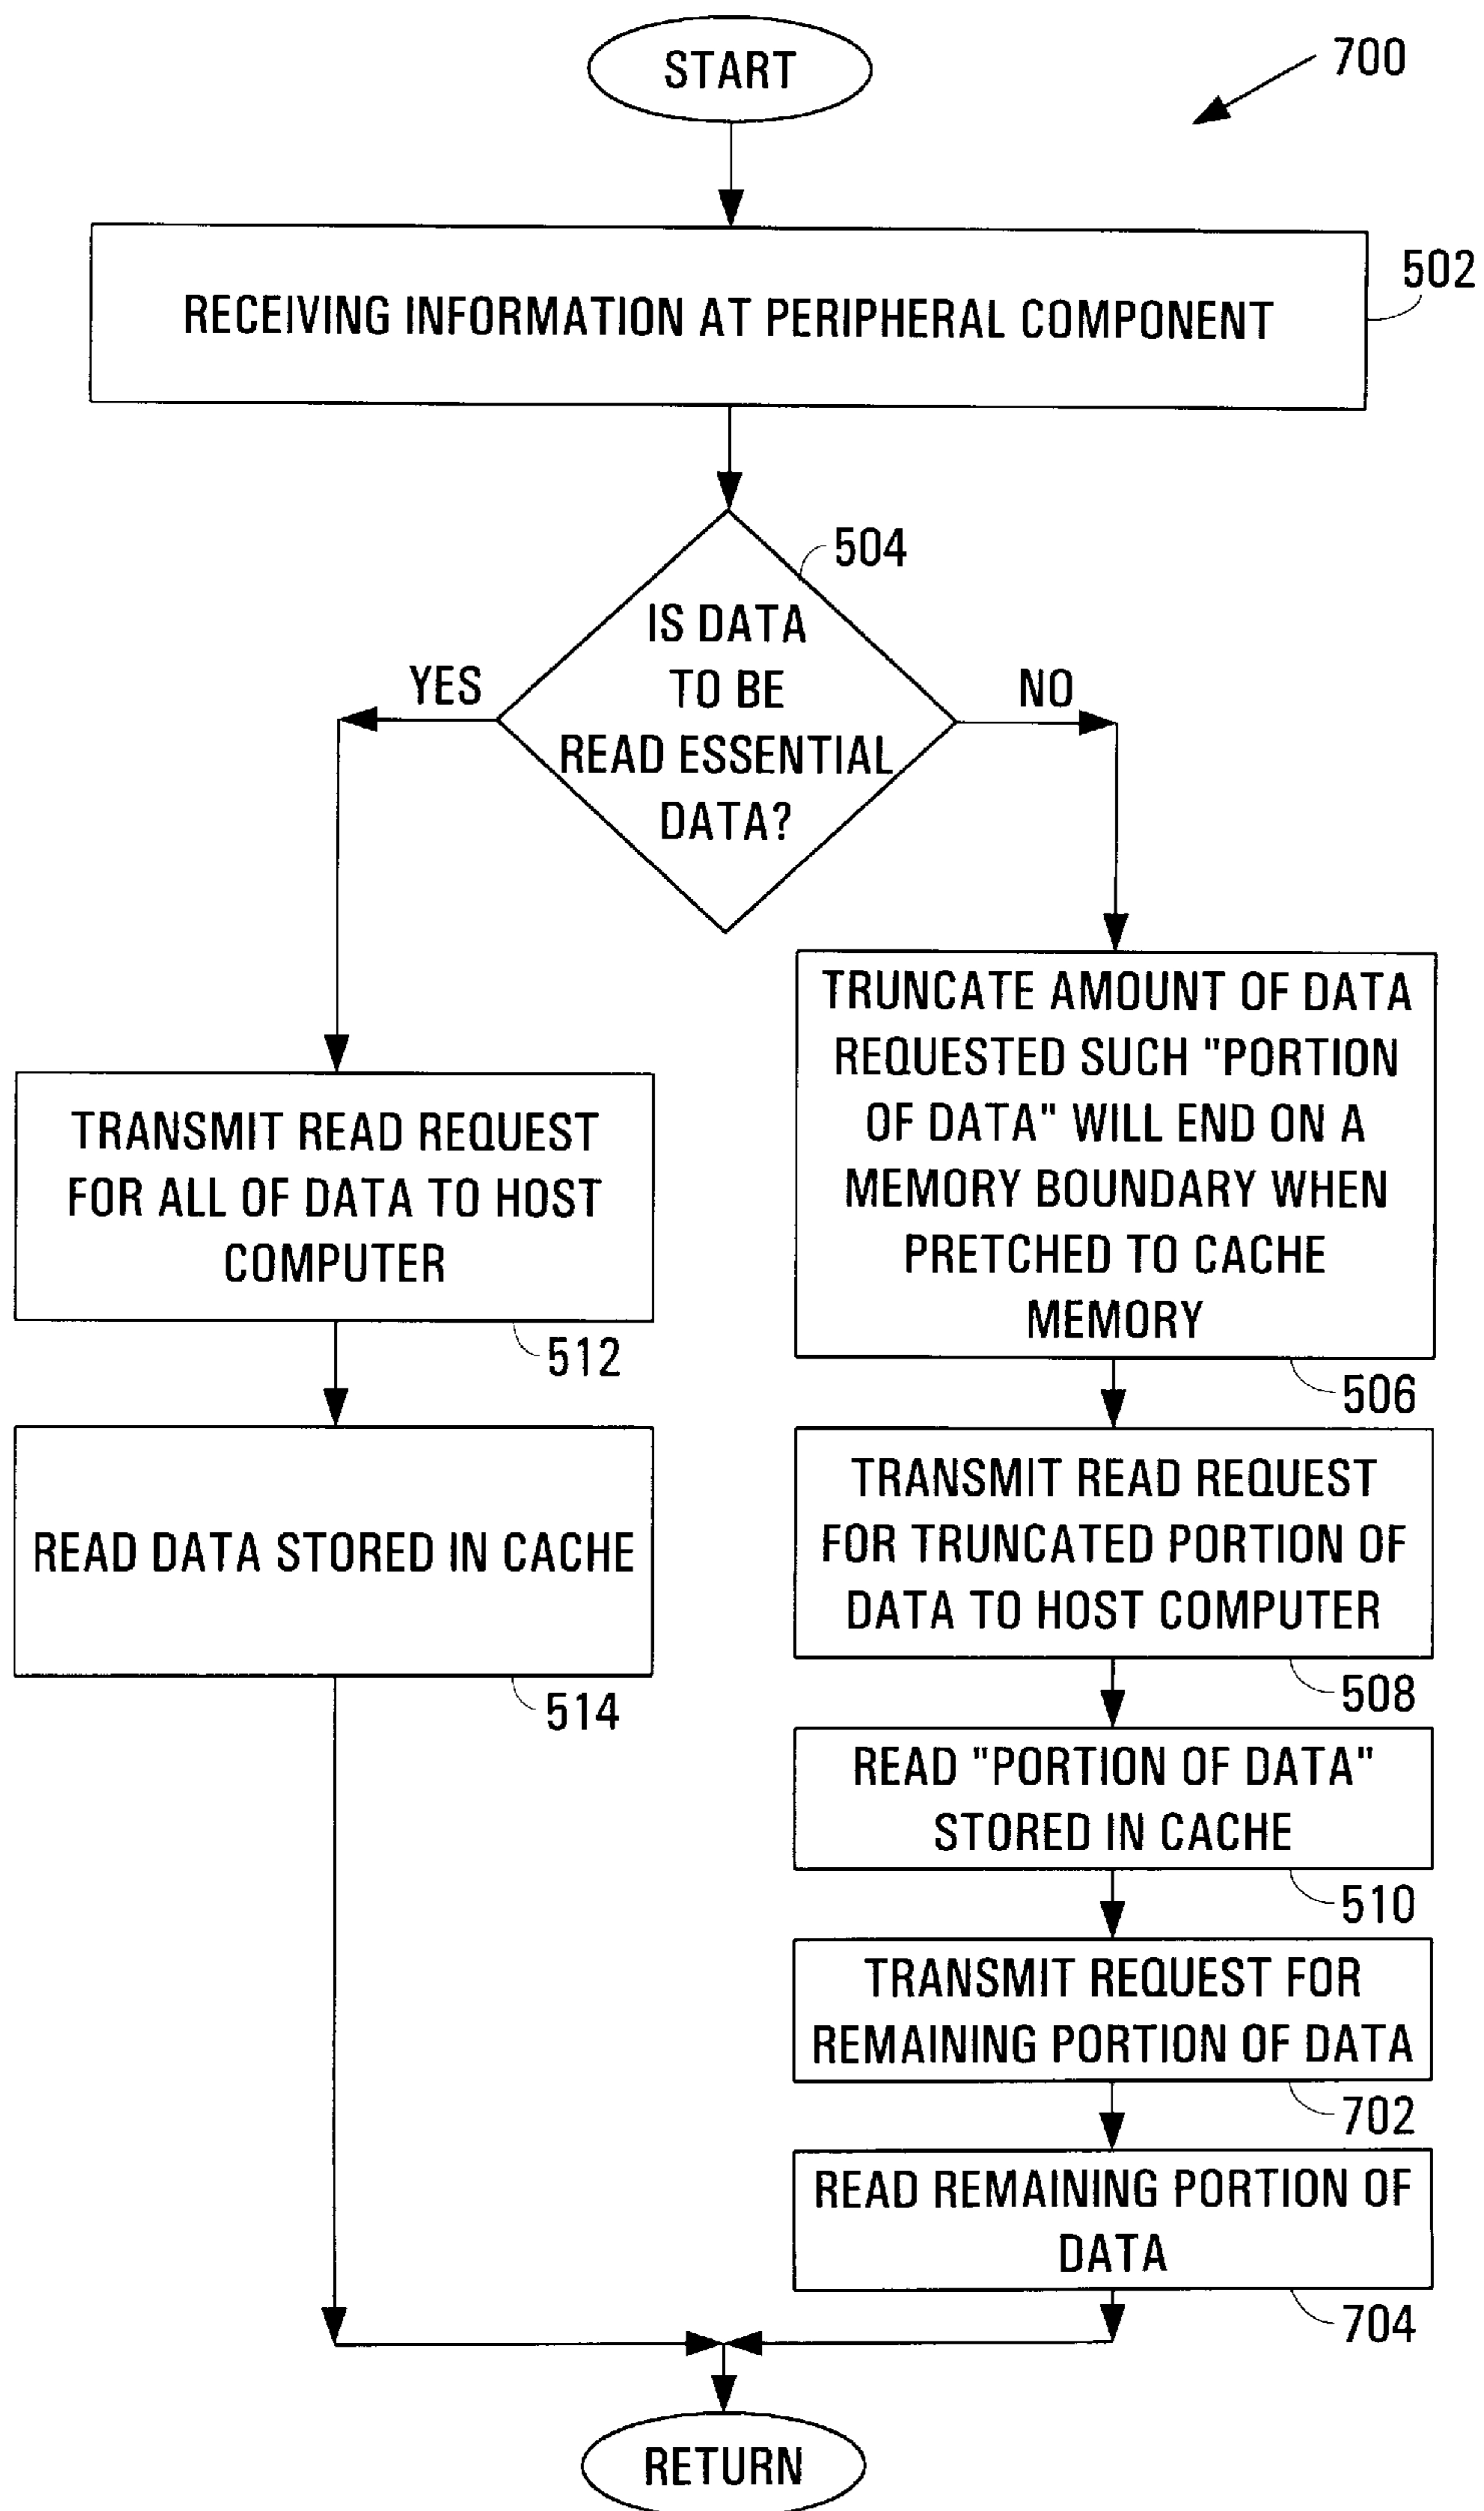 START
700
RECEIVING INFORMATION AT PERIPHERAL COMPONENT
502
504
IS DATA
TO BE
READ ESSENTIAL
DATA?
YES
NO
TRANSMIT READ REQUEST
FOR ALL OF DATA TO HOST
COMPUTER
512
READ DATA STORED IN CACHE
514
TRUNCATE AMOUNT OF DATA
REQUESTED SUCH "PORTION
OF DATA" WILL END ON A
MEMORY BOUNDARY WHEN
PRETCHED TO CACHE
MEMORY
506
TRANSMIT READ REQUEST
FOR TRUNCATED PORTION OF
DATA TO HOST COMPUTER
508
READ "PORTION OF DATA"
STORED IN CACHE
510
TRANSMIT REQUEST FOR
REMAINING PORTION OF DATA
702
READ REMAINING PORTION OF
DATA
704
RETURN